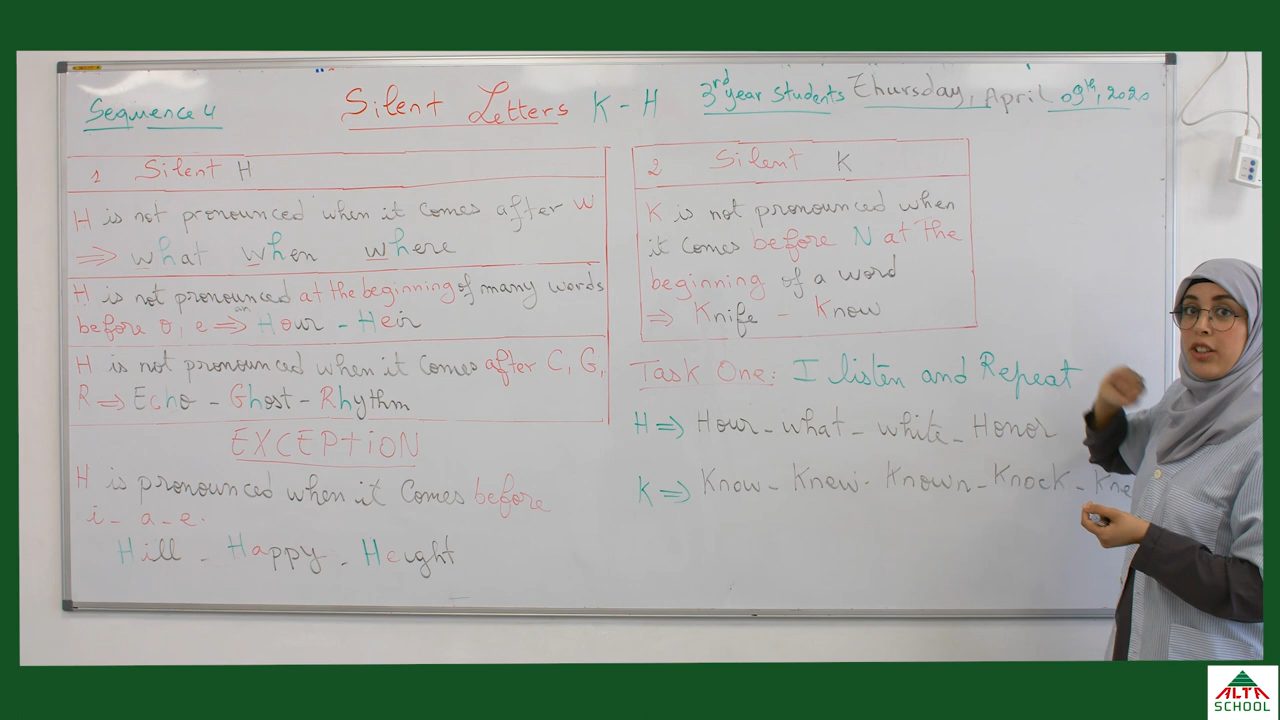 Sequence 4
Silent Letters K - H
3rd year students Thursday, April 09th, 2020
1 Silent H
H is not pronounced when it comes after W
⇒ what when where
H is not pronounced at the beginning of many words
before o, e ⇒ an Hour - Heir
H is not pronounced when it comes after C, G,
R ⇒ Echo - Ghost - Rhythm
EXCEPTION
H is pronounced when it comes before
i - a - e.
Hill - Happy - Height
2 Silent K
K is not pronounced when
it comes before N at the
beginning of a word
⇒ Knife - Know
Task One: I listen and Repeat
H ⇒ Hour - what - white - Honor
K ⇒ Know - Knew - Known - Knock - Kne
ALTA
SCHOOL